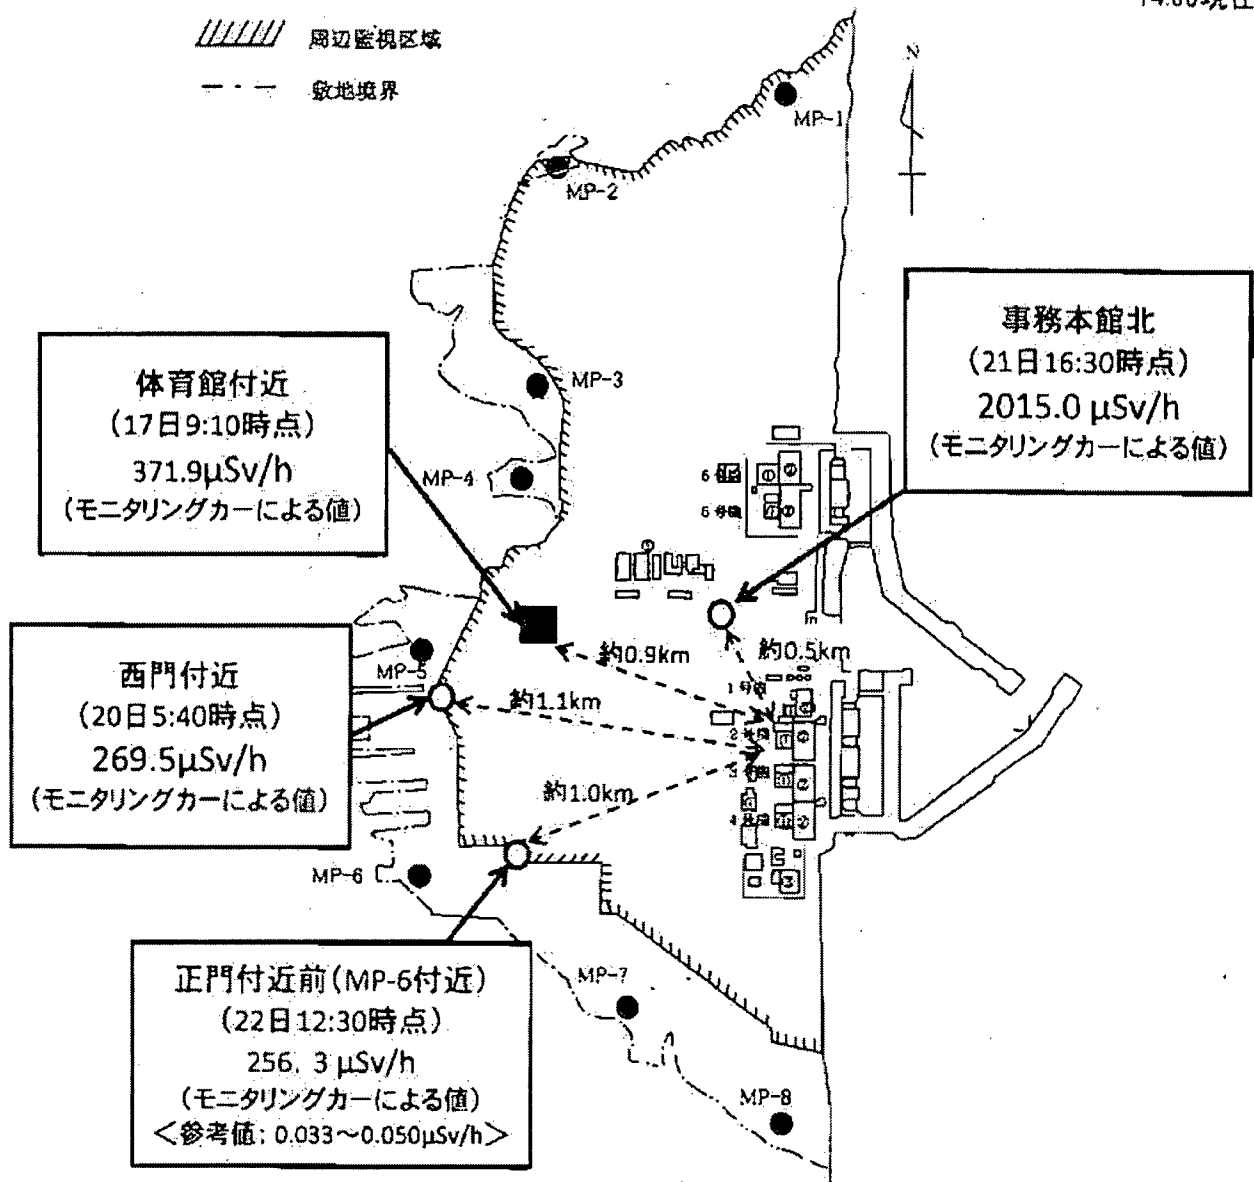 14:00現在
周辺監視区域
敷地境界
N
MP-1
MP-2
MP-3
MP-4
MP-5
MP-6
MP-7
MP-8
事務本館北
(21日16:30時点)
2015.0 μSv/h
(モニタリングカーによる値)
体育館付近
(17日9:10時点)
371.9μSv/h
(モニタリングカーによる値)
6号機
5号機
西門付近
(20日5:40時点)
269.5μSv/h
(モニタリングカーによる値)
約0.9km
約0.5km
約1.1km
約1.0km
1号機
2号機
3号機
4号機
正門付近前(MP-6付近)
(22日12:30時点)
256. 3 μSv/h
(モニタリングカーによる値)
<参考値; 0.033~0.050μSv/h>